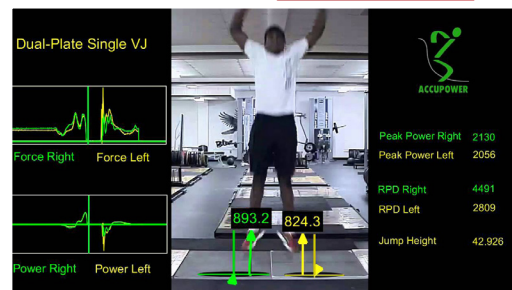 Dual-Plate Single VJ
Force Right Force Left
Power Right Power Left
893.2
824.3
ACCUPOWER
Peak Power Right 2130
Peak Power Left 2056
RPD Right 4491
RPD Left 2809
Jump Height 42.926